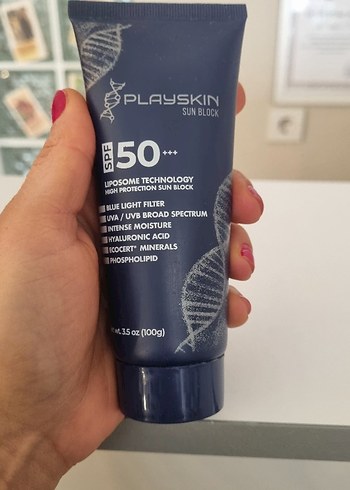 PLAYSKIN
SUN BLOCK
SPF 50+++
LIPOSOME TECHNOLOGY
HIGH PROTECTION SUN BLOCK
BLUE LIGHT FILTER
UVA / UVB BROAD SPECTRUM
INTENSE MOISTURE
HYALURONIC ACID
ECOCERT® MINERALS
PHOSPHOLIPID
wt. 3.5 oz (100g)